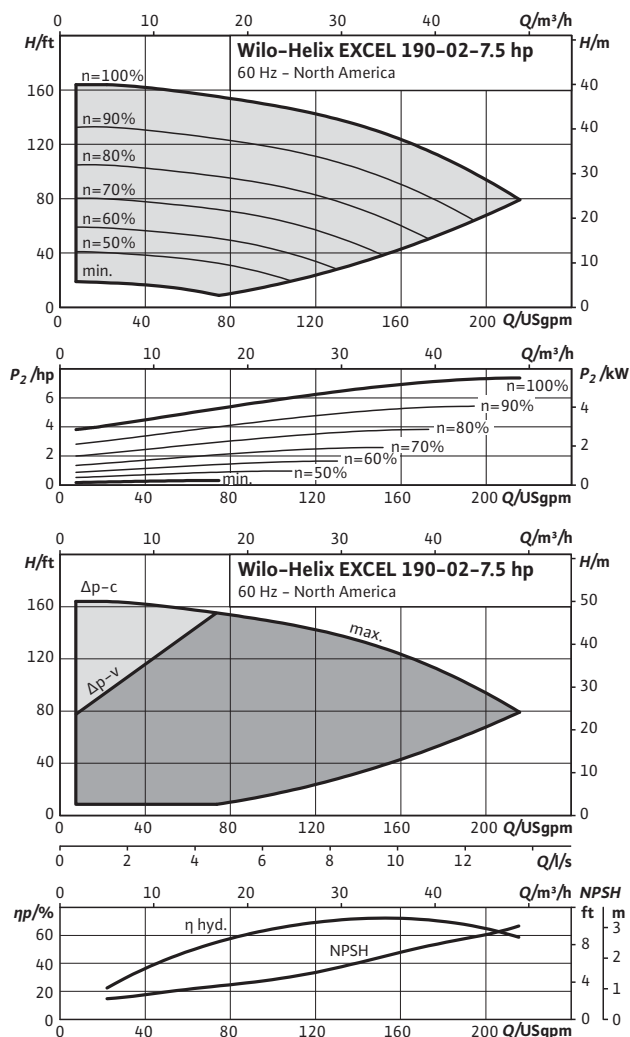 0 10 20 30 40 Q/m³/h
H/ft H/m
Wilo-Helix EXCEL 190-02-7.5 hp
60 Hz - North America
n=100%
n=90%
n=80%
n=70%
n=60%
n=50%
min.
160
120
80
40
0
40
40
30
20
10
0
0 40 80 120 160 200 Q/USgpm
0 10 20 30 40 Q/m³/h
P₂/hp P₂/kW
6
4
2
0
4
2
0
n=100%
n=90%
n=80%
n=70%
n=60%
n=50%
min.
0 40 80 120 160 200 Q/USgpm
0 10 20 30 40 Q/m³/h
H/ft H/m
Wilo-Helix EXCEL 190-02-7.5 hp
60 Hz - North America
Δp-c
max.
Δp-v
160
120
80
40
0
50
40
30
20
10
0
0 40 80 120 160 200 Q/USgpm
0 2 4 6 8 10 12 Q/l/s
0 10 20 30 40 Q/m³/h NPSH
ηp/% ft m
η hyd.
NPSH
60
40
20
0
8
4
0
3
2
1
0
0 40 80 120 160 200 Q/USgpm